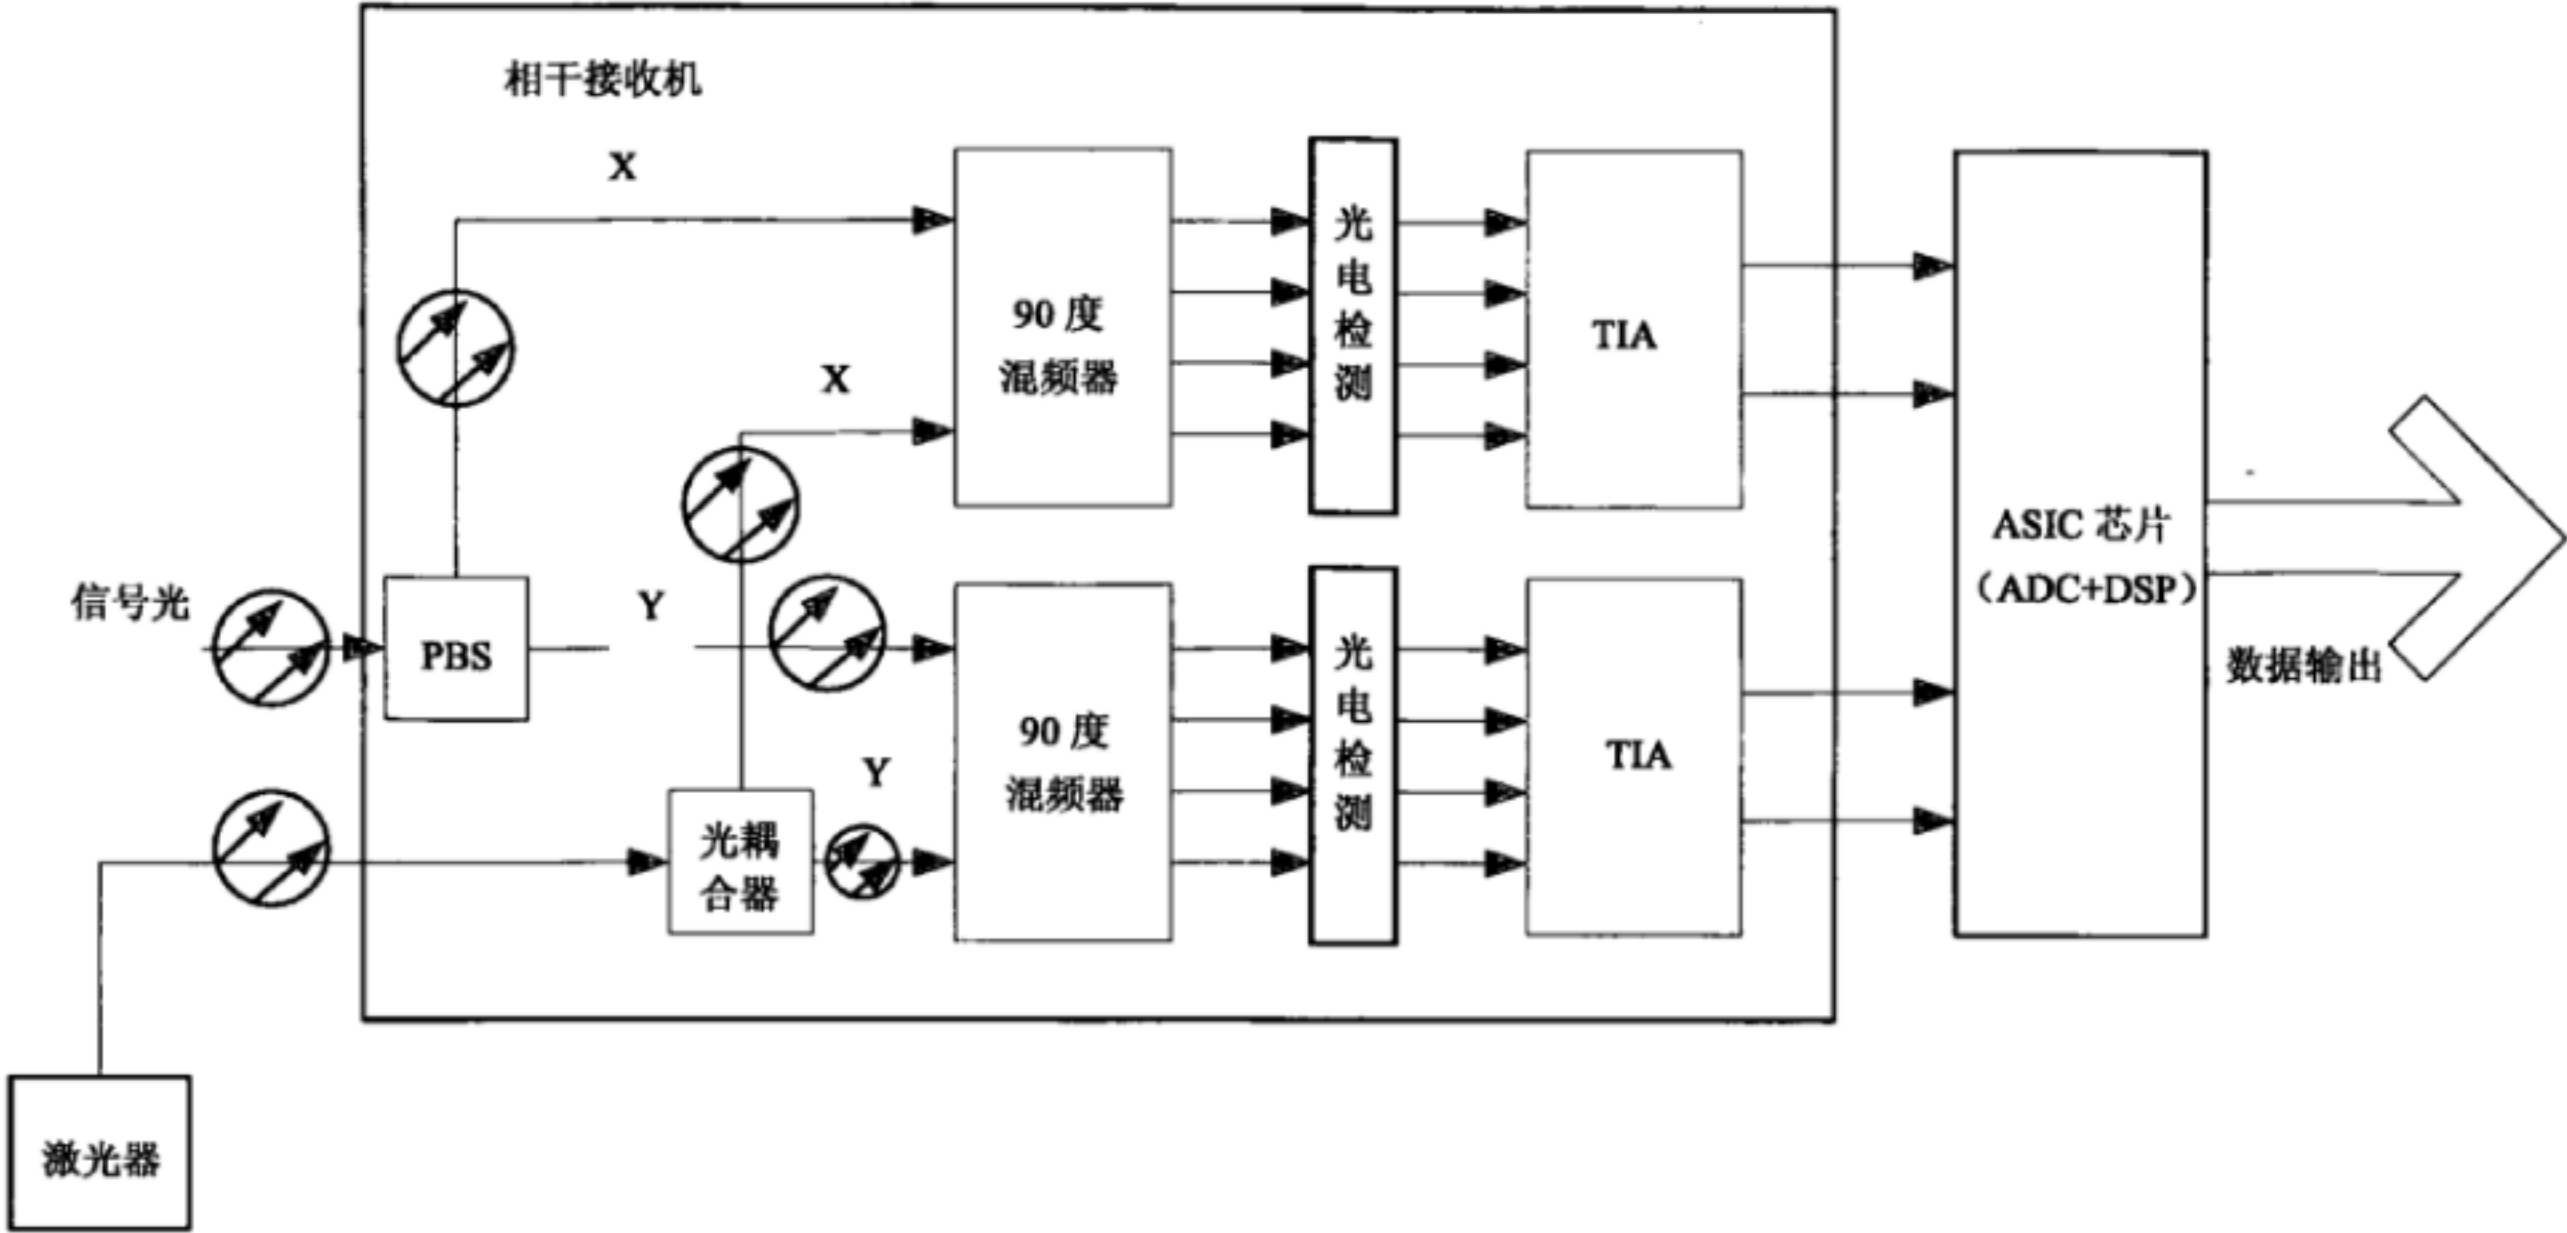 相干接收机
X
X
90 度
混频器
光
电
检
测
TIA
信号光
PBS
Y
Y
光耦
合器
90 度
混频器
光
电
检
测
TIA
ASIC 芯片
（ADC+DSP）
数据输出
激光器